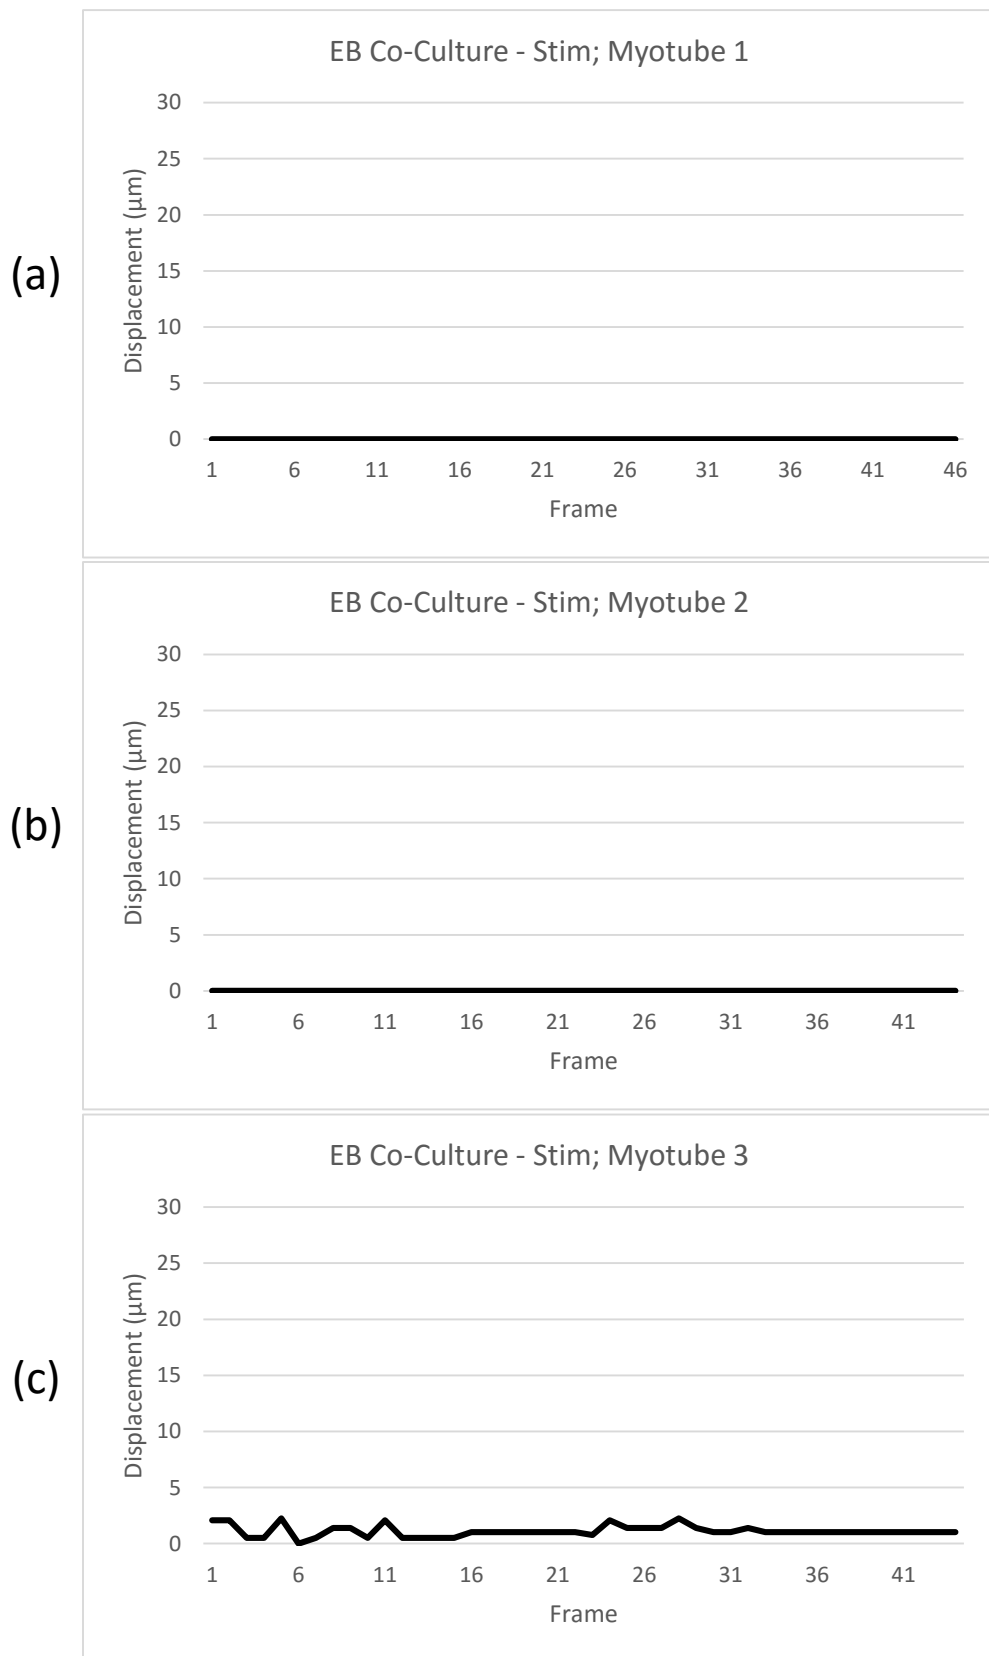 EB Co-Culture - Stim; Myotube 1
30
25
20
15
10
5
0
Displacement (µm)
(a)
1 6 11 16 21 26 31 36 41 46
Frame
EB Co-Culture - Stim; Myotube 2
30
25
20
15
10
5
0
Displacement (µm)
(b)
1 6 11 16 21 26 31 36 41
Frame
EB Co-Culture - Stim; Myotube 3
30
25
20
15
10
5
0
Displacement (µm)
(c)
1 6 11 16 21 26 31 36 41
Frame